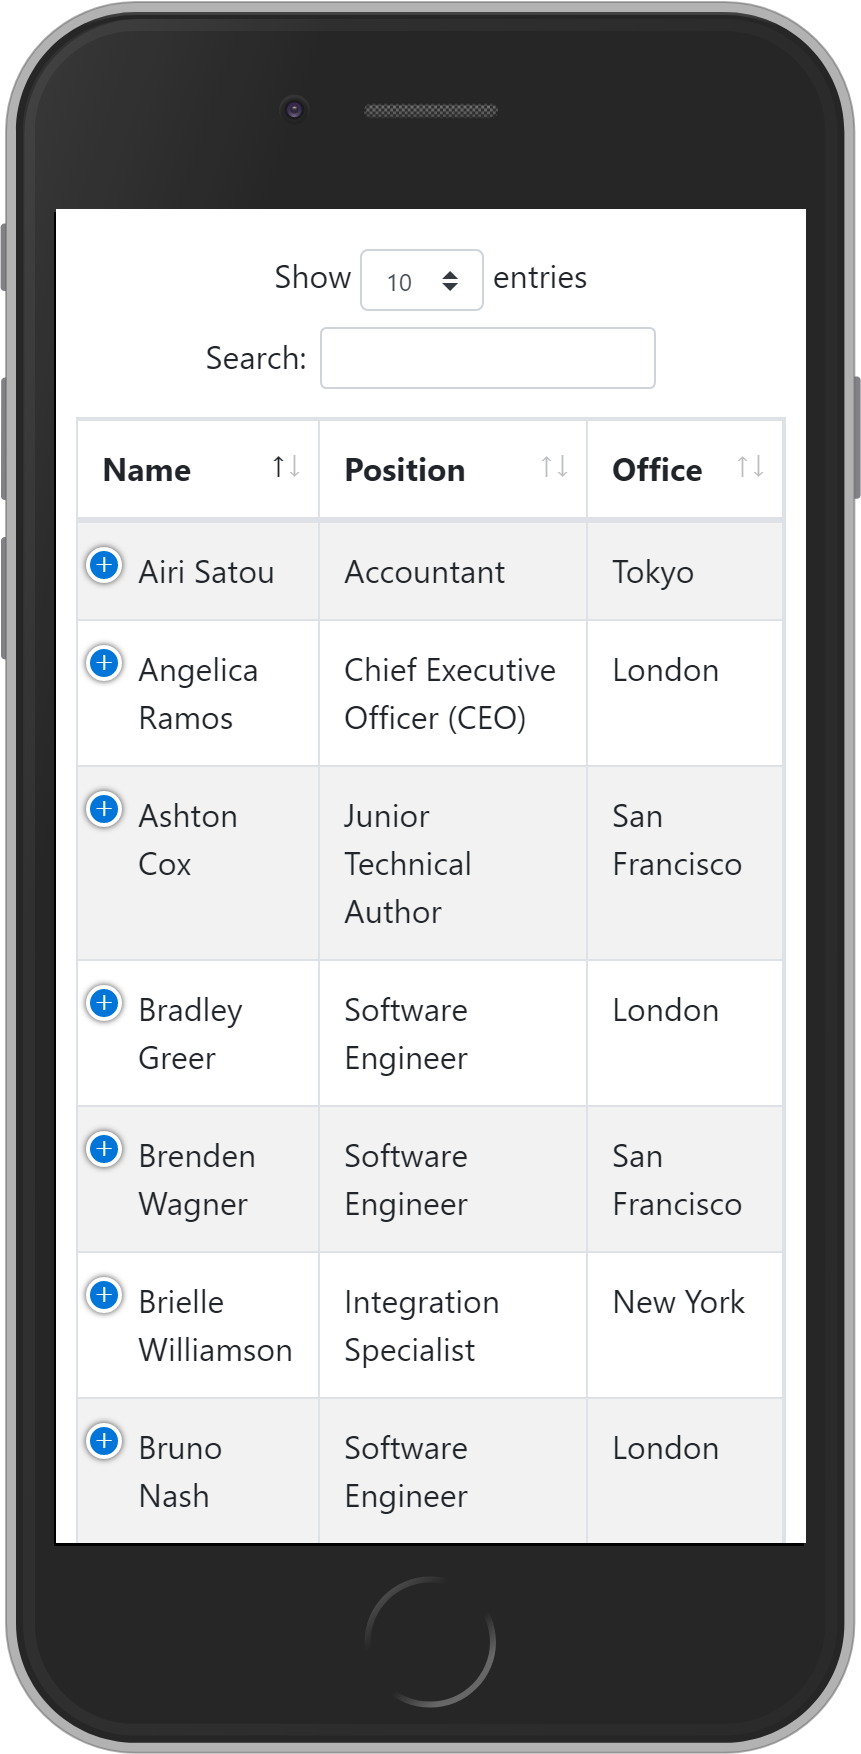 Show 10 entries
Search:
Name Position Office
Airi Satou Accountant Tokyo
Angelica Chief Executive London
Ramos Officer (CEO)
Ashton Junior San
Cox Technical Francisco
Author
Bradley Software London
Greer Engineer
Brenden Software San
Wagner Engineer Francisco
Brielle Integration New York
Williamson Specialist
Bruno Software London
Nash Engineer